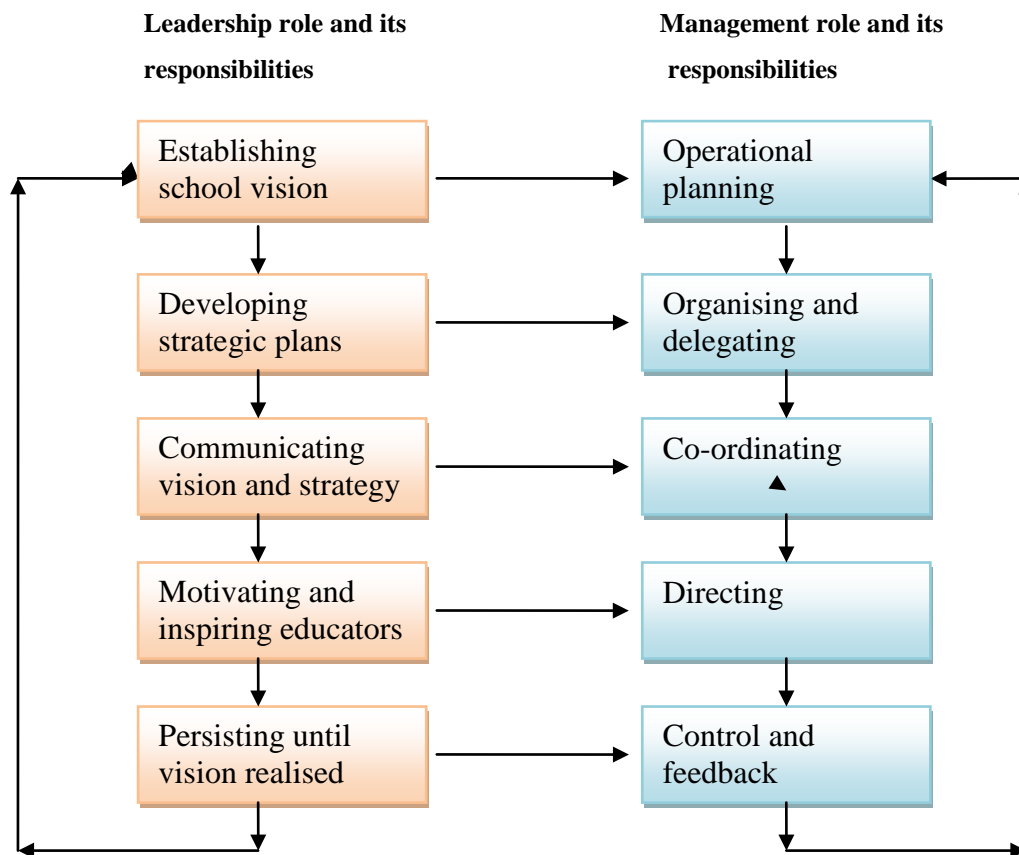 Leadership role and its
responsibilities
Management role and its
responsibilities
Establishing
school vision
Operational
planning
Developing
strategic plans
Organising and
delegating
Communicating
vision and strategy
Co-ordinating
Motivating and
inspiring educators
Directing
Persisting until
vision realised
Control and
feedback